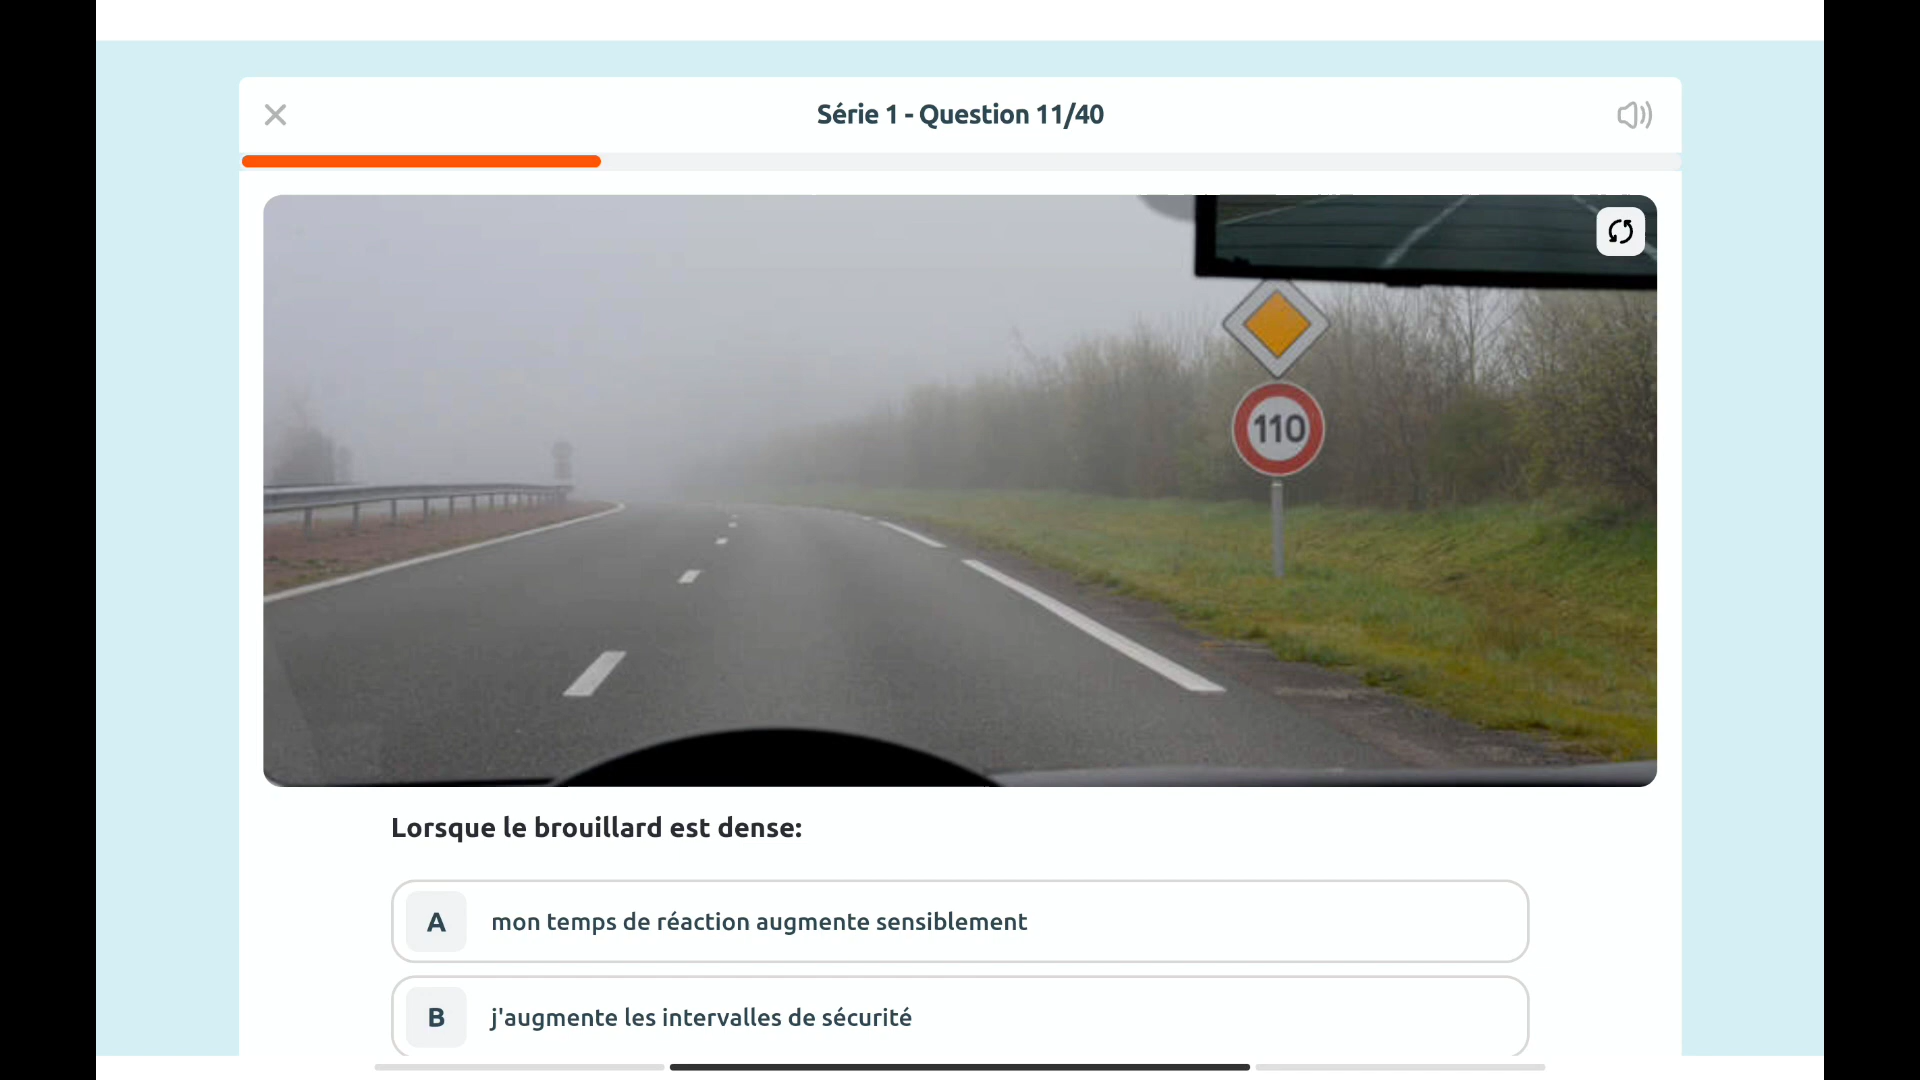 Série 1 - Question 11/40
110
Lorsque le brouillard est dense:
A mon temps de réaction augmente sensiblement
B j'augmente les intervalles de sécurité